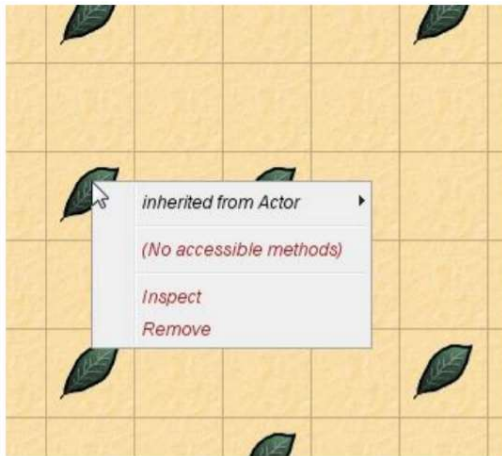 inherited from Actor
(No accessible methods)
Inspect
Remove